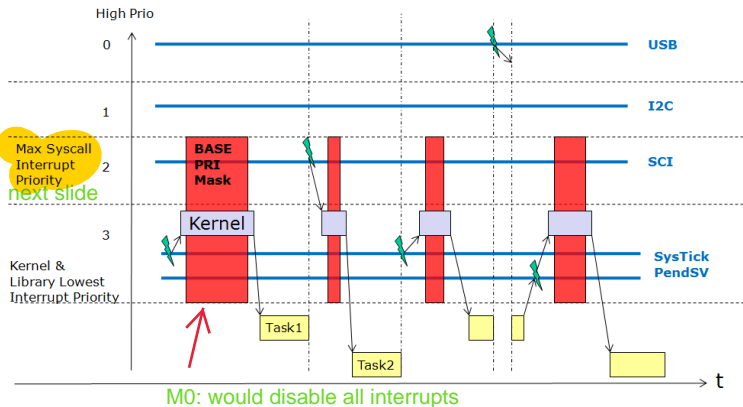 High Prio
0
USB
1
I2C
Max Syscall
Interrupt
Priority
next slide
2
BASE
PRI
Mask
SCI
Kernel
3
SysTick
PendSV
Kernel &
Library Lowest
Interrupt Priority
Task1
Task2
t
M0: would disable all interrupts